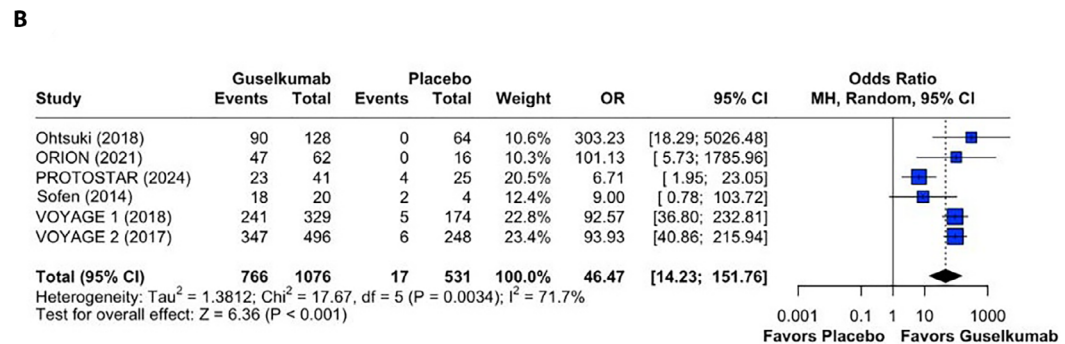 B
Guselkumab Placebo Odds Ratio
Study Events Total Events Total Weight OR 95% CI MH, Random, 95% CI
Ohtsuki (2018) 90 128 0 64 10.6% 303.23 [18.29; 5026.48]
ORION (2021) 47 62 0 16 10.3% 101.13 [ 5.73; 1785.96]
PROTOSTAR (2024) 23 41 4 25 20.5% 6.71 [ 1.95; 23.05]
Sofen (2014) 18 20 2 4 12.4% 9.00 [ 0.78; 103.72]
VOYAGE 1 (2018) 241 329 5 174 22.8% 92.57 [36.80; 232.81]
VOYAGE 2 (2017) 347 496 6 248 23.4% 93.93 [40.86; 215.94]
Total (95% CI) 766 1076 17 531 100.0% 46.47 [14.23; 151.76]
Heterogeneity: Tau² = 1.3812; Chi² = 17.67, df = 5 (P = 0.0034); I² = 71.7%
Test for overall effect: Z = 6.36 (P < 0.001)
0.001 0.1 1 10 1000
Favors Placebo Favors Guselkumab